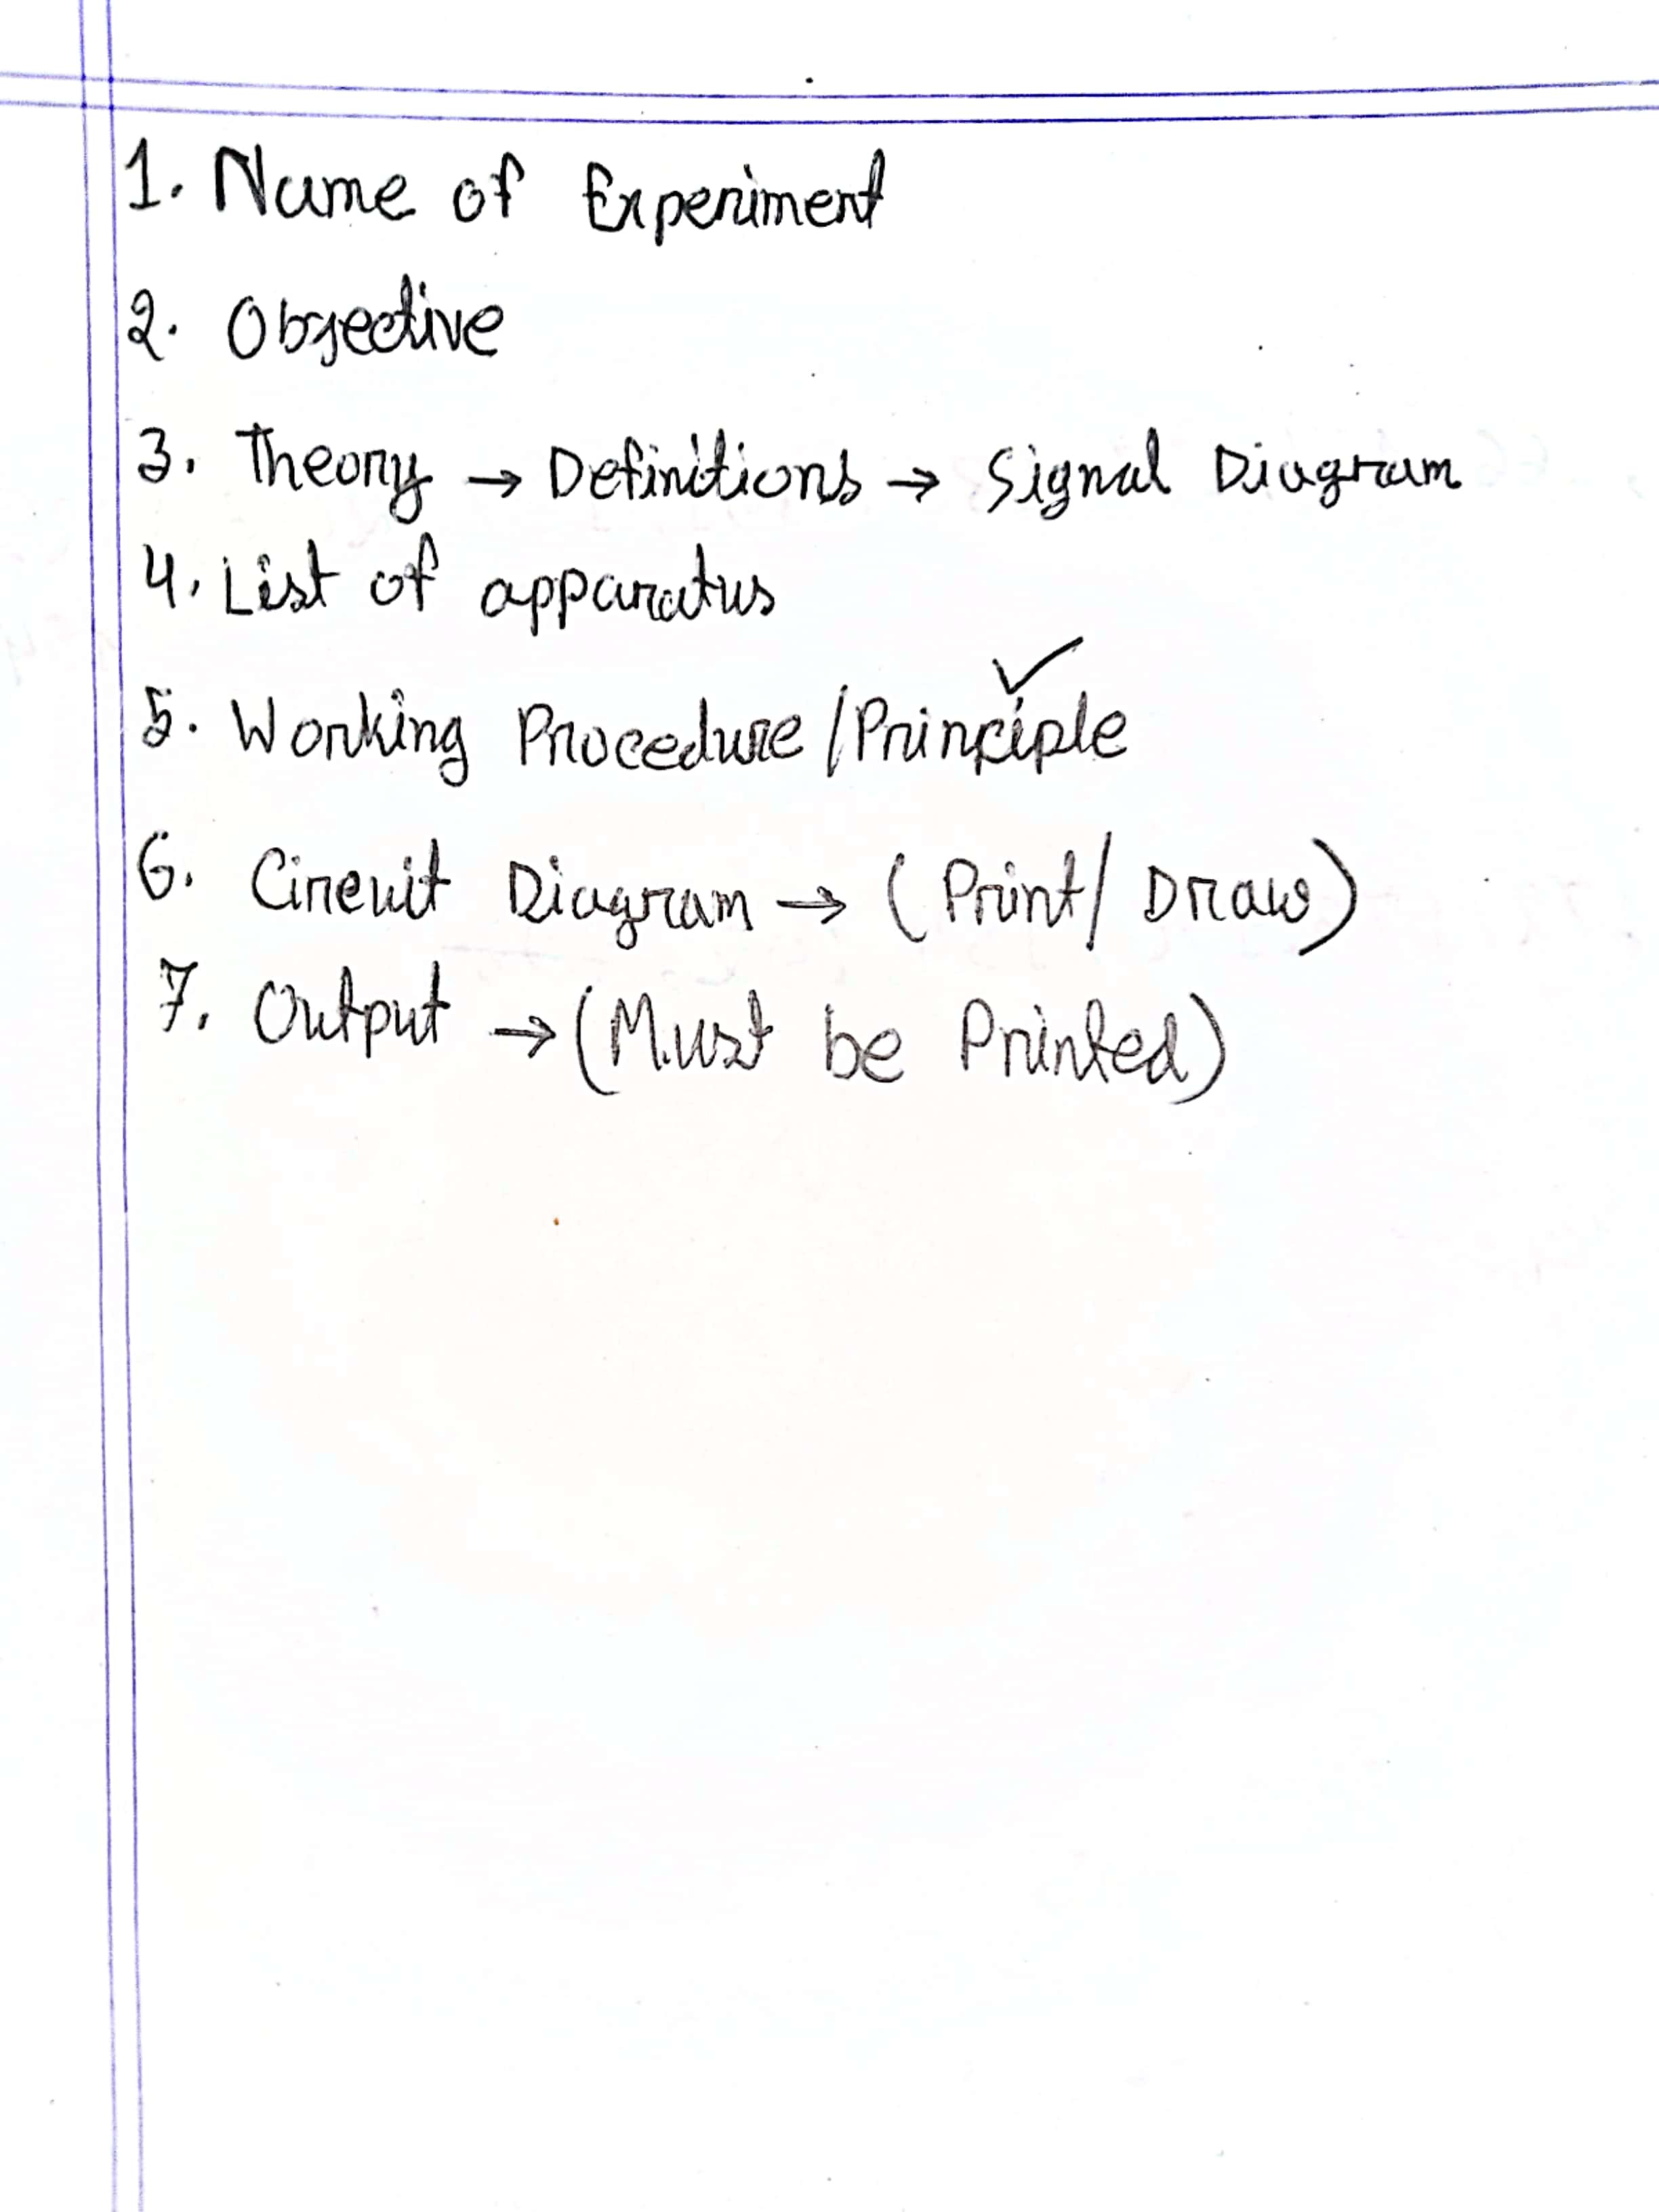 1. Name of Experiment
2. Objective
3. Theory → Definitions → Signal Diagram
4. List of apparatus
5. Working Procedure / Principle ✓
6. Circuit Diagram → (Print / Draw)
7. Output → (Must be Printed)